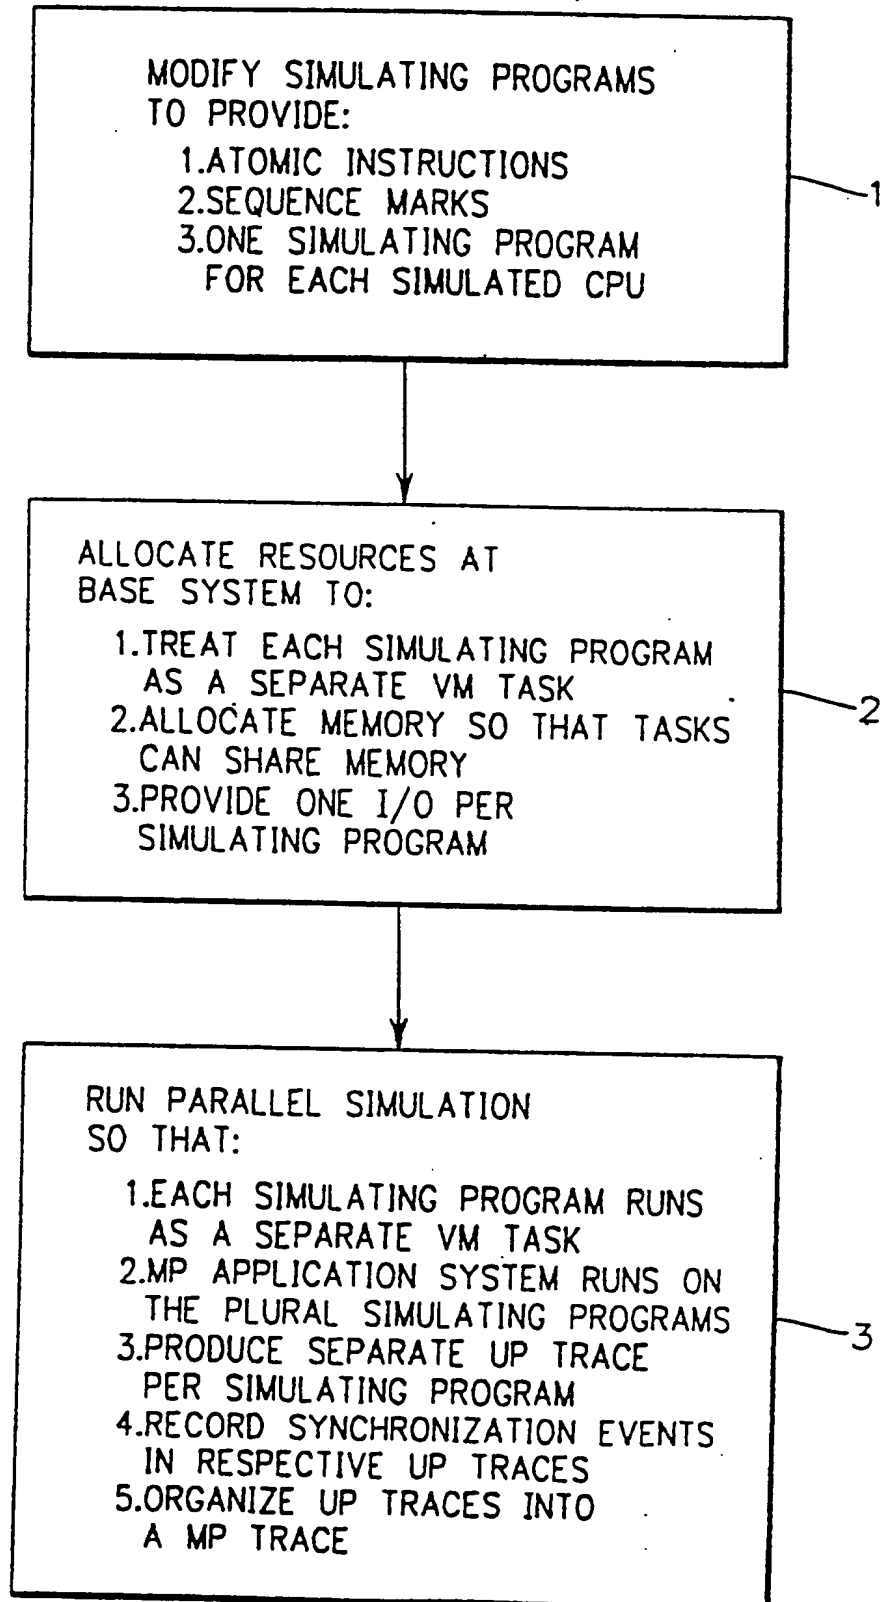 MODIFY SIMULATING PROGRAMS
TO PROVIDE:
1.ATOMIC INSTRUCTIONS
2.SEQUENCE MARKS
3.ONE SIMULATING PROGRAM
FOR EACH SIMULATED CPU
1
ALLOCATE RESOURCES AT
BASE SYSTEM TO:
1.TREAT EACH SIMULATING PROGRAM
AS A SEPARATE VM TASK
2.ALLOCATE MEMORY SO THAT TASKS
CAN SHARE MEMORY
3.PROVIDE ONE I/O PER
SIMULATING PROGRAM
2
RUN PARALLEL SIMULATION
SO THAT:
1.EACH SIMULATING PROGRAM RUNS
AS A SEPARATE VM TASK
2.MP APPLICATION SYSTEM RUNS ON
THE PLURAL SIMULATING PROGRAMS
3.PRODUCE SEPARATE UP TRACE
PER SIMULATING PROGRAM
4.RECORD SYNCHRONIZATION EVENTS
IN RESPECTIVE UP TRACES
5.ORGANIZE UP TRACES INTO
A MP TRACE
3